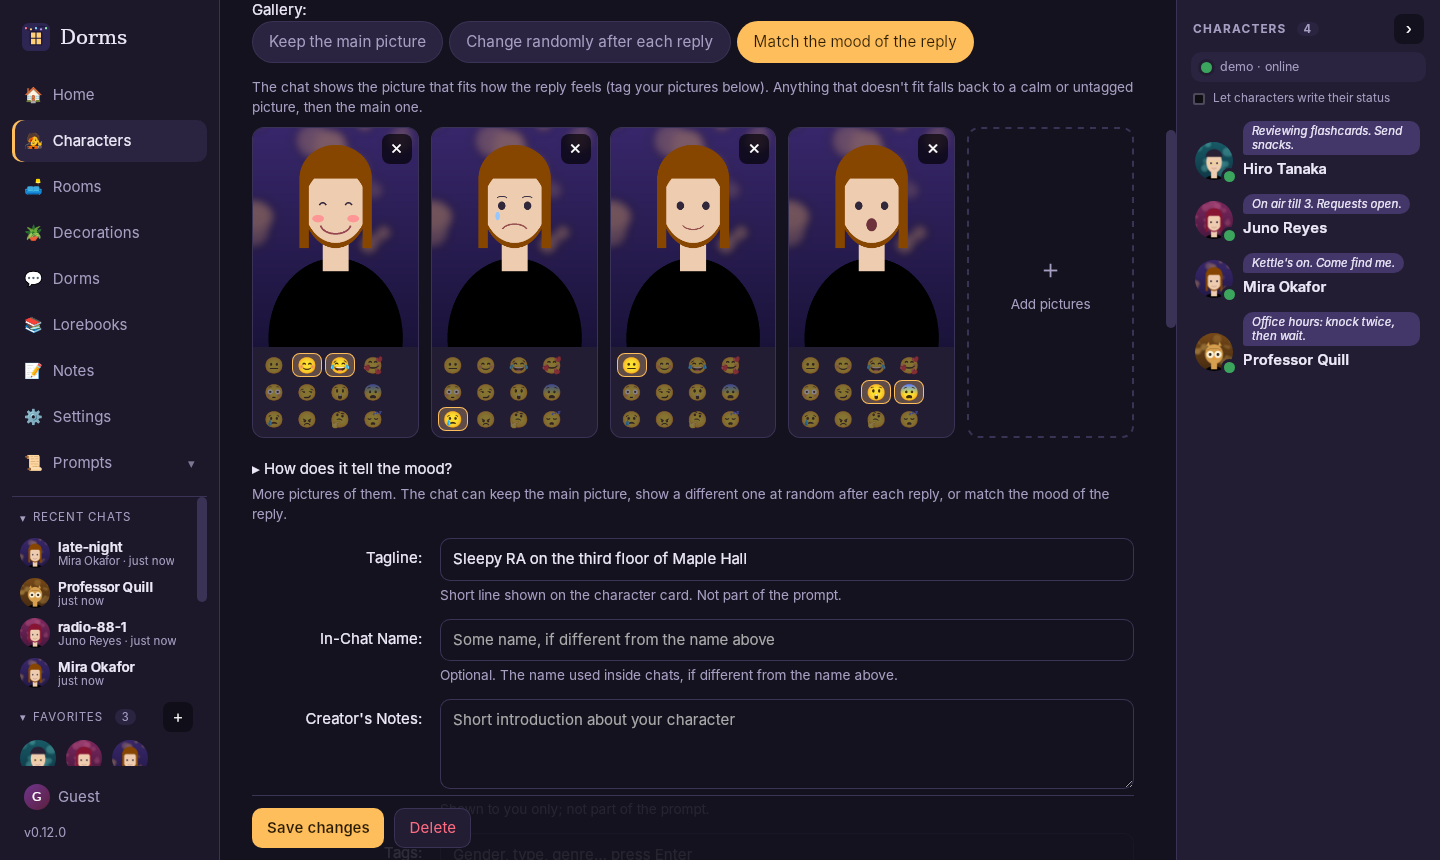 Dorms
Home
Characters
Rooms
Decorations
Dorms
Lorebooks
Notes
Settings
Prompts
RECENT CHATS
late-night
Mira Okafor · just now
Professor Quill
just now
radio-88-1
Juno Reyes · just now
Mira Okafor
just now
FAVORITES 3
+
G Guest
v0.12.0
Gallery:
Keep the main picture
Change randomly after each reply
Match the mood of the reply
The chat shows the picture that fits how the reply feels (tag your pictures below). Anything that doesn't fit falls back to a calm or untagged
picture, then the main one.
+
Add pictures
▸ How does it tell the mood?
More pictures of them. The chat can keep the main picture, show a different one at random after each reply, or match the mood of the
reply.
Tagline:
Sleepy RA on the third floor of Maple Hall
Short line shown on the character card. Not part of the prompt.
In-Chat Name:
Some name, if different from the name above
Optional. The name used inside chats, if different from the name above.
Creator's Notes:
Short introduction about your character
Shown to you only; not part of the prompt.
Save changes
Delete
Tags:
Gender, type, genre... press Enter
CHARACTERS 4
demo · online
Let characters write their status
Reviewing flashcards. Send
snacks.
Hiro Tanaka
On air till 3. Requests open.
Juno Reyes
Kettle's on. Come find me.
Mira Okafor
Office hours: knock twice,
then wait.
Professor Quill